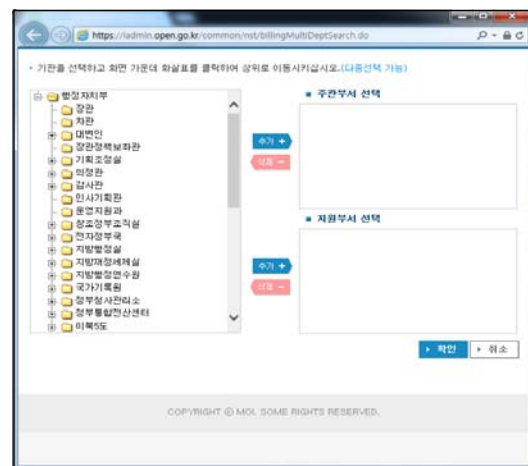 https://iadmin.open.go.kr/common/nst/billingMultiDeptSearch.do
• 기관을 선택하고 화면 가운데 화살표를 클릭하여 상위로 이동시키십시오.(다중선택 가능)
행정자치부
장관
차관
대변인
장관정책보좌관
기획조정실
의정관
감사관
인사기획관
운영지원과
창조정부조직실
전자정부국
지방행정실
지방재정세제실
지방행정연수원
국가기록원
정부청사관리소
정부통합전산센터
이북5도
주관부서 선택
추가 +
삭제 −
지원부서 선택
추가 +
삭제 −
확인
취소
COPYRIGHT ⓒ MOI. SOME RIGHTS RESERVED.